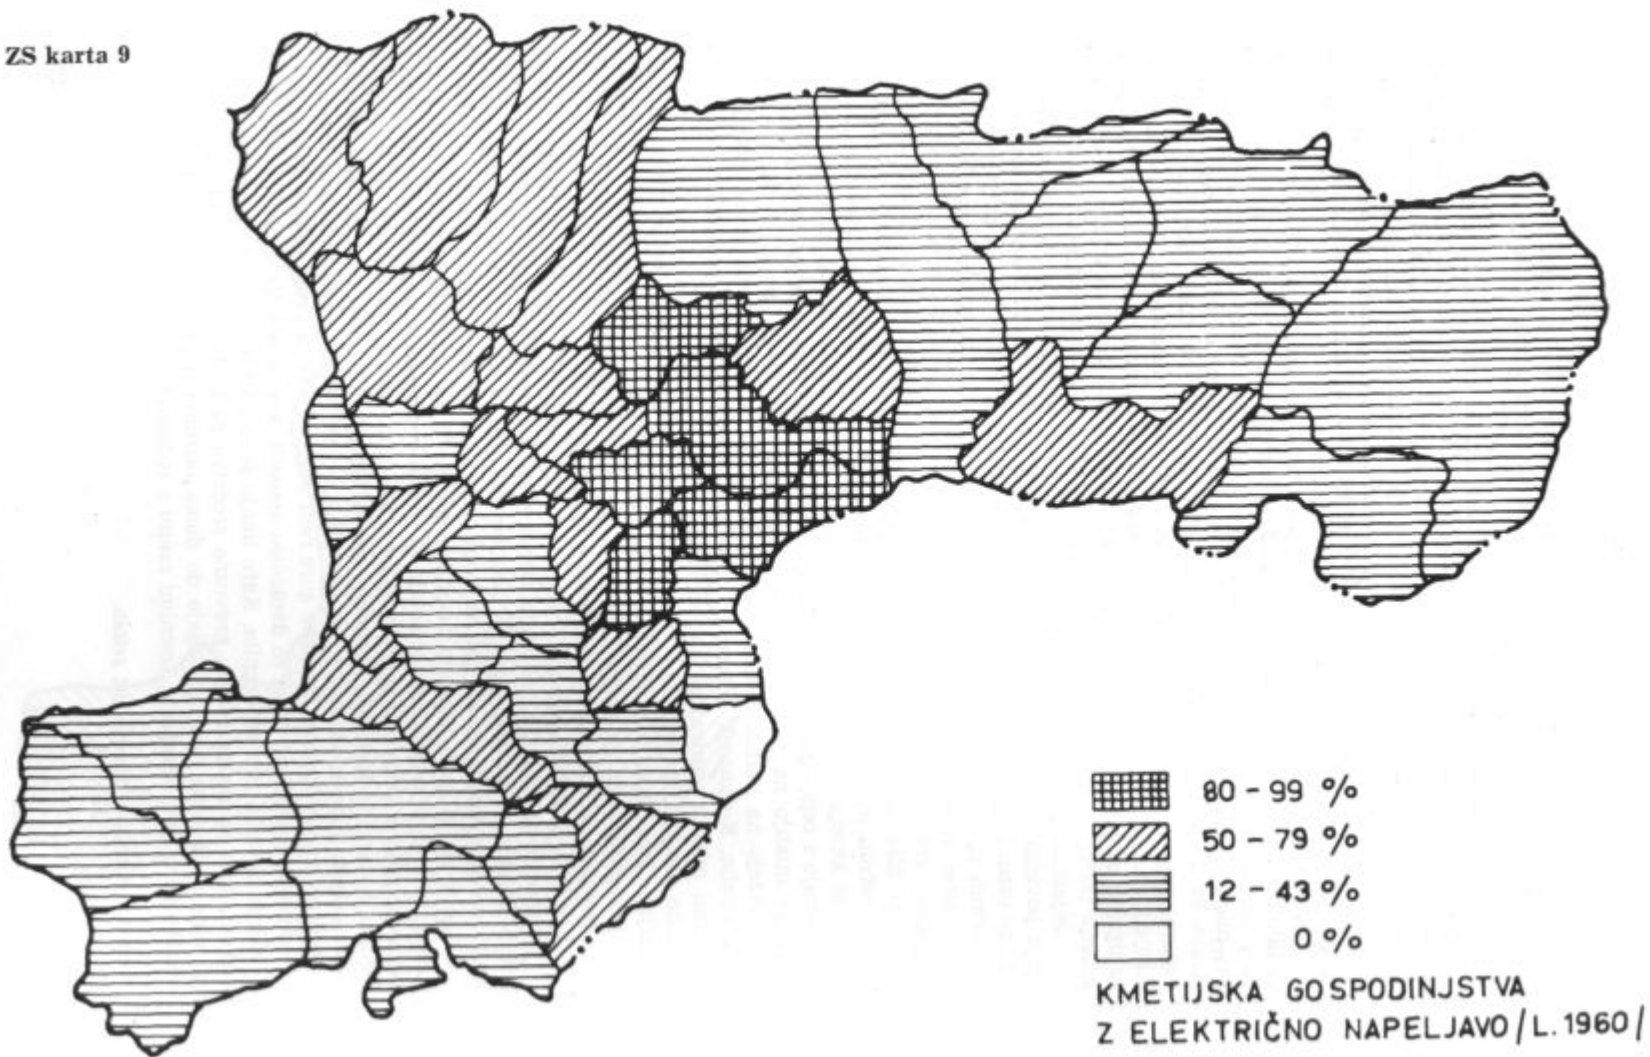 ZS karta 9
80 - 99 %
50 - 79 %
12 - 43 %
0 %
KMETIJSKA GOSPODINJSTVA
Z ELEKTRIČNO NAPELJAVO /L. 1960/